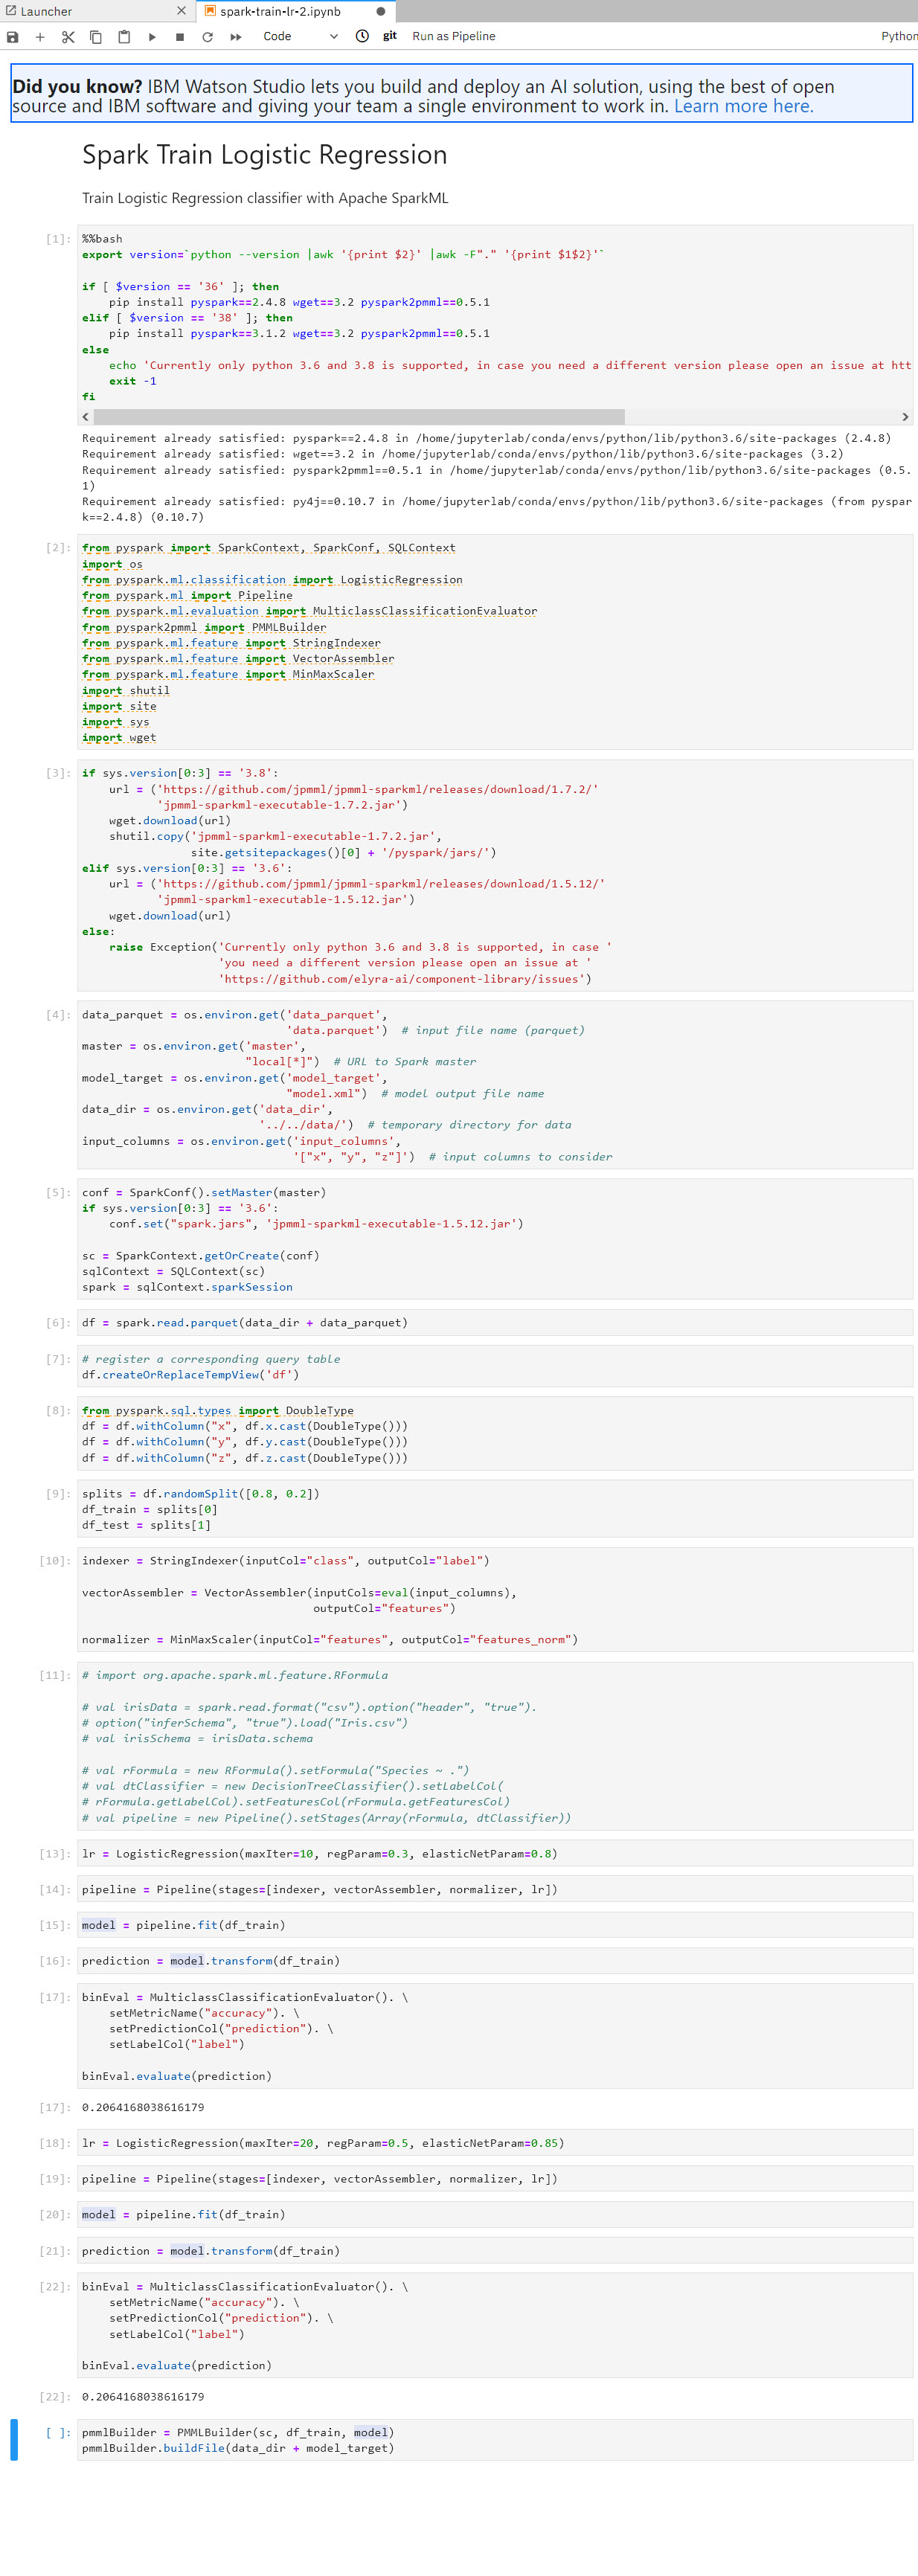 Launcher
spark-train-lr-2.ipynb
Code
git
Run as Pipeline
Python
Did you know? IBM Watson Studio lets you build and deploy an AI solution, using the best of open
source and IBM software and giving your team a single environment to work in. Learn more here.
Spark Train Logistic Regression
Train Logistic Regression classifier with Apache SparkML
[1]: %%bash
export version=`python --version |awk '{print $2}' |awk -F"." '{print $1$2}'`
if [ $version == '36' ]; then
    pip install pyspark==2.4.8 wget==3.2 pyspark2pmml==0.5.1
elif [ $version == '38' ]; then
    pip install pyspark==3.1.2 wget==3.2 pyspark2pmml==0.5.1
else
    echo 'Currently only python 3.6 and 3.8 is supported, in case you need a different version please open an issue at htt
    exit -1
fi
Requirement already satisfied: pyspark==2.4.8 in /home/jupyterlab/conda/envs/python/lib/python3.6/site-packages (2.4.8)
Requirement already satisfied: wget==3.2 in /home/jupyterlab/conda/envs/python/lib/python3.6/site-packages (3.2)
Requirement already satisfied: pyspark2pmml==0.5.1 in /home/jupyterlab/conda/envs/python/lib/python3.6/site-packages (0.5.
1)
Requirement already satisfied: py4j==0.10.7 in /home/jupyterlab/conda/envs/python/lib/python3.6/site-packages (from pyspar
k==2.4.8) (0.10.7)
[2]: from pyspark import SparkContext, SparkConf, SQLContext
import os
from pyspark.ml.classification import LogisticRegression
from pyspark.ml import Pipeline
from pyspark.ml.evaluation import MulticlassClassificationEvaluator
from pyspark2pmml import PMMLBuilder
from pyspark.ml.feature import StringIndexer
from pyspark.ml.feature import VectorAssembler
from pyspark.ml.feature import MinMaxScaler
import shutil
import site
import sys
import wget
[3]: if sys.version[0:3] == '3.8':
    url = ('https://github.com/jpmml/jpmml-sparkml/releases/download/1.7.2/'
           'jpmml-sparkml-executable-1.7.2.jar')
    wget.download(url)
    shutil.copy('jpmml-sparkml-executable-1.7.2.jar',
                site.getsitepackages()[0] + '/pyspark/jars/')
elif sys.version[0:3] == '3.6':
    url = ('https://github.com/jpmml/jpmml-sparkml/releases/download/1.5.12/'
           'jpmml-sparkml-executable-1.5.12.jar')
    wget.download(url)
else:
    raise Exception('Currently only python 3.6 and 3.8 is supported, in case '
                    'you need a different version please open an issue at '
                    'https://github.com/elyra-ai/component-library/issues')
[4]: data_parquet = os.environ.get('data_parquet',
                              'data.parquet')  # input file name (parquet)
master = os.environ.get('master',
                        "local[*]")  # URL to Spark master
model_target = os.environ.get('model_target',
                              "model.xml")  # model output file name
data_dir = os.environ.get('data_dir',
                          '../../data/')  # temporary directory for data
input_columns = os.environ.get('input_columns',
                               '["x", "y", "z"]')  # input columns to consider
[5]: conf = SparkConf().setMaster(master)
if sys.version[0:3] == '3.6':
    conf.set("spark.jars", 'jpmml-sparkml-executable-1.5.12.jar')
sc = SparkContext.getOrCreate(conf)
sqlContext = SQLContext(sc)
spark = sqlContext.sparkSession
[6]: df = spark.read.parquet(data_dir + data_parquet)
[7]: # register a corresponding query table
df.createOrReplaceTempView('df')
[8]: from pyspark.sql.types import DoubleType
df = df.withColumn("x", df.x.cast(DoubleType()))
df = df.withColumn("y", df.y.cast(DoubleType()))
df = df.withColumn("z", df.z.cast(DoubleType()))
[9]: splits = df.randomSplit([0.8, 0.2])
df_train = splits[0]
df_test = splits[1]
[10]: indexer = StringIndexer(inputCol="class", outputCol="label")
vectorAssembler = VectorAssembler(inputCols=eval(input_columns),
                                  outputCol="features")
normalizer = MinMaxScaler(inputCol="features", outputCol="features_norm")
[11]: # import org.apache.spark.ml.feature.RFormula
# val irisData = spark.read.format("csv").option("header", "true").
# option("inferSchema", "true").load("Iris.csv")
# val irisSchema = irisData.schema
# val rFormula = new RFormula().setFormula("Species ~ .")
# val dtClassifier = new DecisionTreeClassifier().setLabelCol(
# rFormula.getLabelCol).setFeaturesCol(rFormula.getFeaturesCol)
# val pipeline = new Pipeline().setStages(Array(rFormula, dtClassifier))
[13]: lr = LogisticRegression(maxIter=10, regParam=0.3, elasticNetParam=0.8)
[14]: pipeline = Pipeline(stages=[indexer, vectorAssembler, normalizer, lr])
[15]: model = pipeline.fit(df_train)
[16]: prediction = model.transform(df_train)
[17]: binEval = MulticlassClassificationEvaluator(). \
    setMetricName("accuracy"). \
    setPredictionCol("prediction"). \
    setLabelCol("label")
binEval.evaluate(prediction)
[17]: 0.2064168038616179
[18]: lr = LogisticRegression(maxIter=20, regParam=0.5, elasticNetParam=0.85)
[19]: pipeline = Pipeline(stages=[indexer, vectorAssembler, normalizer, lr])
[20]: model = pipeline.fit(df_train)
[21]: prediction = model.transform(df_train)
[22]: binEval = MulticlassClassificationEvaluator(). \
    setMetricName("accuracy"). \
    setPredictionCol("prediction"). \
    setLabelCol("label")
binEval.evaluate(prediction)
[22]: 0.2064168038616179
[ ]: pmmlBuilder = PMMLBuilder(sc, df_train, model)
pmmlBuilder.buildFile(data_dir + model_target)